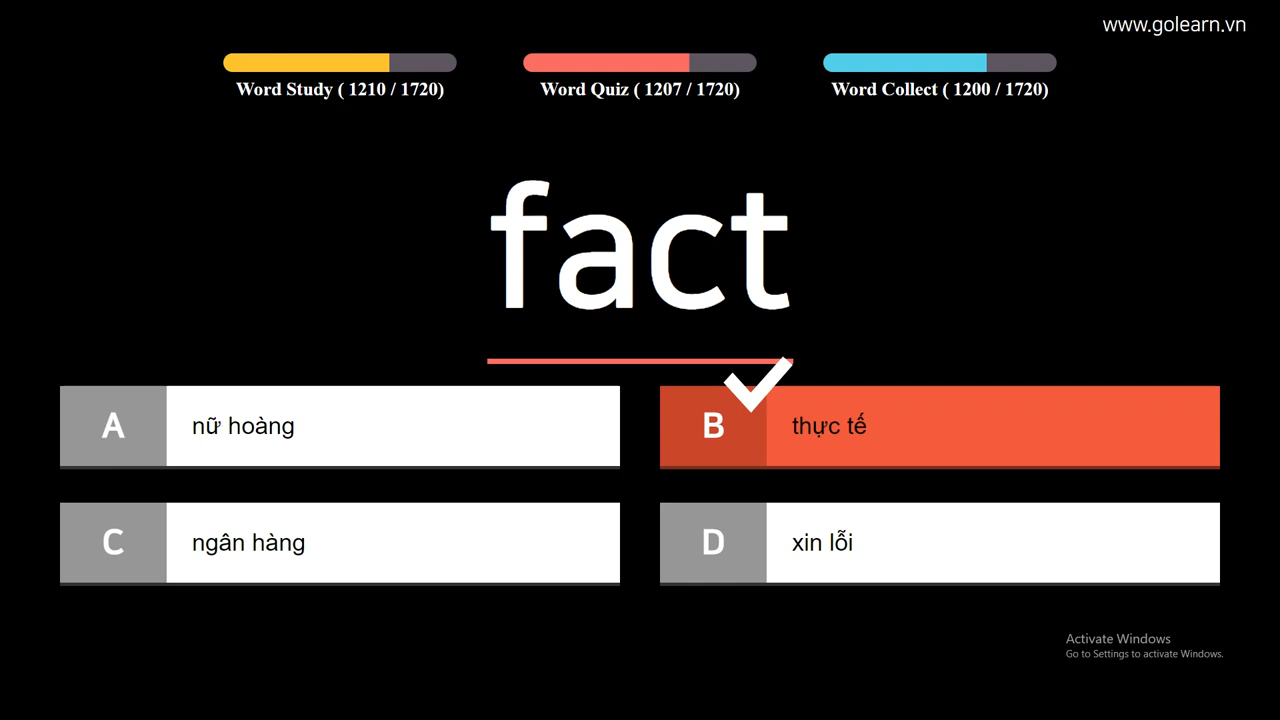 www.golearn.vn
Word Study ( 1210 / 1720)
Word Quiz ( 1207 / 1720)
Word Collect ( 1200 / 1720)
fact
A nữ hoàng
B thực tế
C ngân hàng
D xin lỗi
Activate Windows
Go to Settings to activate Windows.